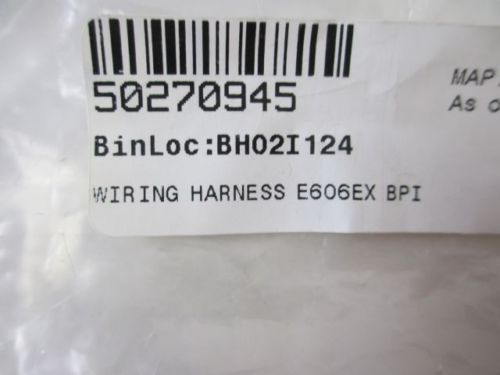 50270945
MAP
As
BinLoc:BH02I124
WIRING HARNESS E606EX BPI